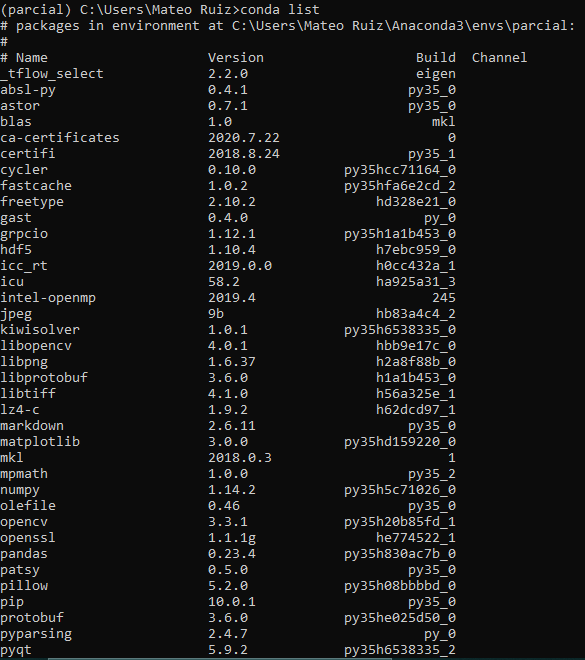 (parcial) C:\Users\Mateo Ruiz>conda list
# packages in environment at C:\Users\Mateo Ruiz\Anaconda3\envs\parcial:
#
# Name Version Build Channel
_tflow_select 2.2.0 eigen
absl-py 0.4.1 py35_0
astor 0.7.1 py35_0
blas 1.0 mkl
ca-certificates 2020.7.22 0
certifi 2018.8.24 py35_1
cycler 0.10.0 py35hcc71164_0
fastcache 1.0.2 py35hfa6e2cd_2
freetype 2.10.2 hd328e21_0
gast 0.4.0 py_0
grpcio 1.12.1 py35h1a1b453_0
hdf5 1.10.4 h7ebc959_0
icc_rt 2019.0.0 h0cc432a_1
icu 58.2 ha925a31_3
intel-openmp 2019.4 245
jpeg 9b hb83a4c4_2
kiwisolver 1.0.1 py35h6538335_0
libopencv 4.0.1 hbb9e17c_0
libpng 1.6.37 h2a8f88b_0
libprotobuf 3.6.0 h1a1b453_0
libtiff 4.1.0 h56a325e_1
lz4-c 1.9.2 h62dcd97_1
markdown 2.6.11 py35_0
matplotlib 3.0.0 py35hd159220_0
mkl 2018.0.3 1
mpmath 1.0.0 py35_2
numpy 1.14.2 py35h5c71026_0
olefile 0.46 py35_0
opencv 3.3.1 py35h20b85fd_1
openssl 1.1.1g he774522_1
pandas 0.23.4 py35h830ac7b_0
patsy 0.5.0 py35_0
pillow 5.2.0 py35h08bbbbd_0
pip 10.0.1 py35_0
protobuf 3.6.0 py35he025d50_0
pyparsing 2.4.7 py_0
pyqt 5.9.2 py35h6538335_2